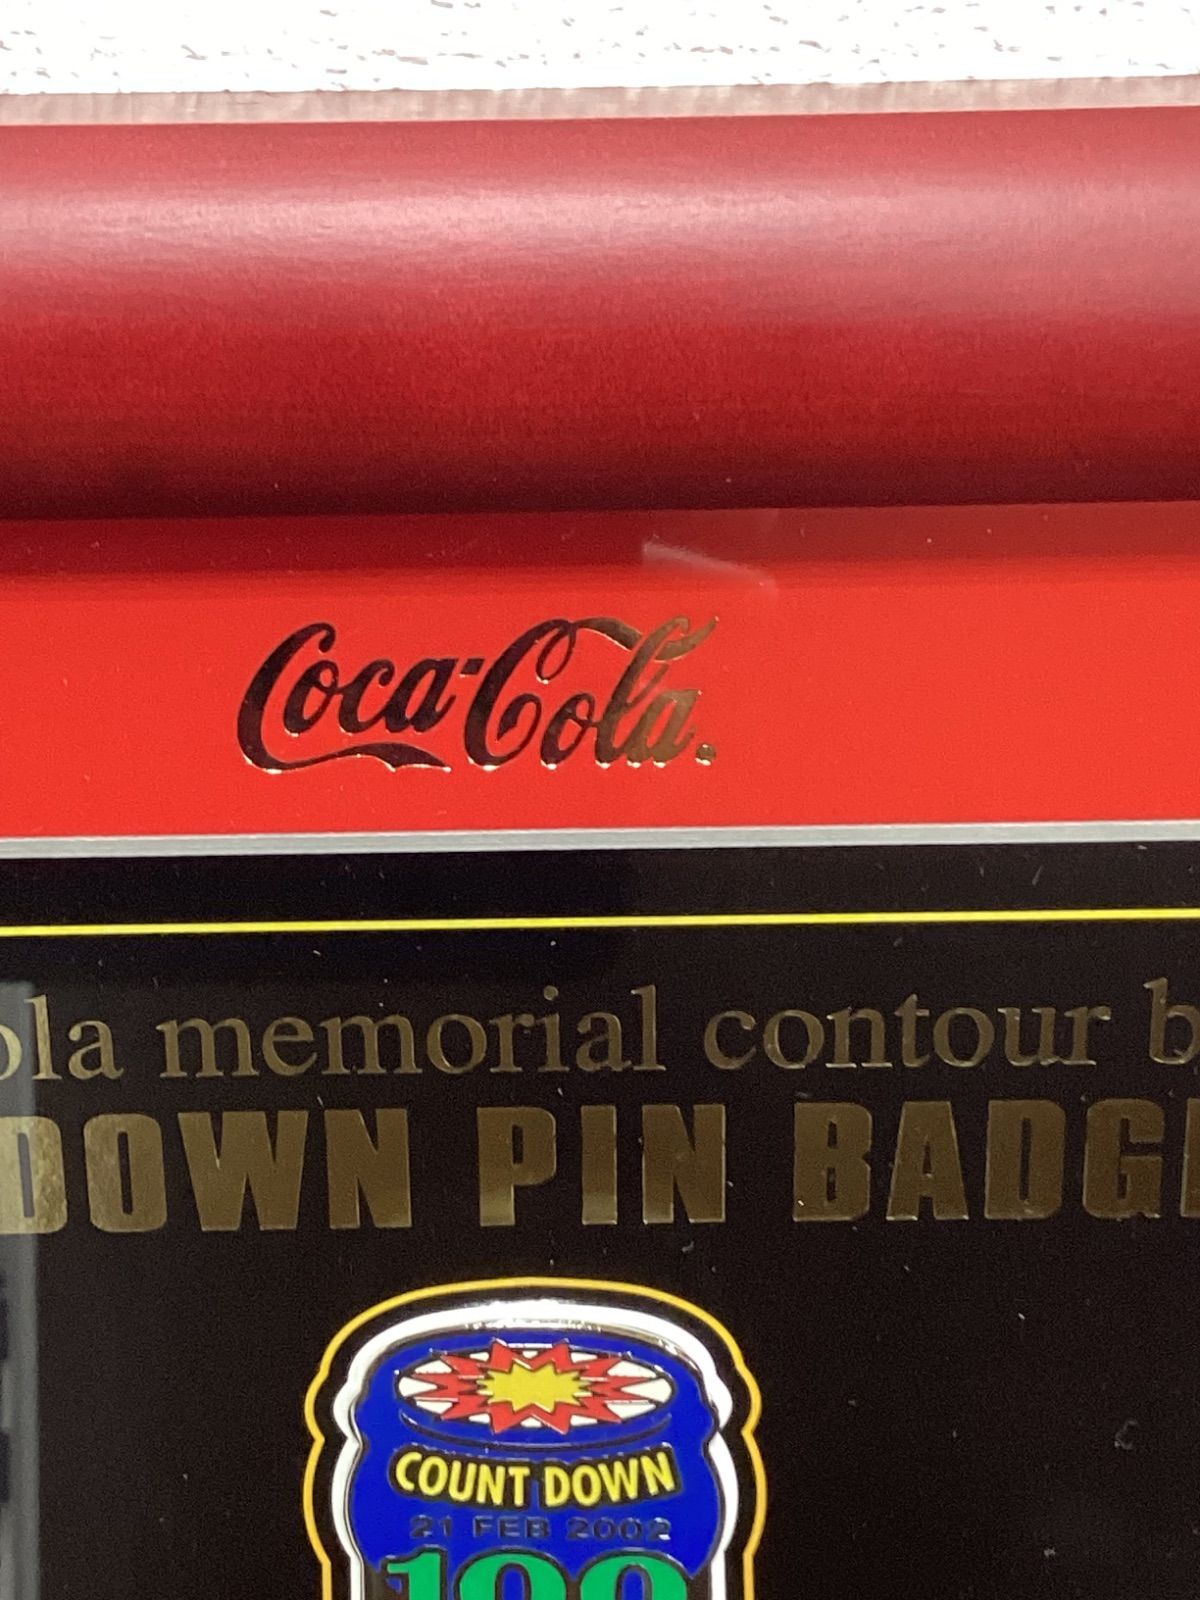 Coca-Cola.
ola memorial contour b
DOWN PIN BADG
COUNT DOWN
21 FEB 2002